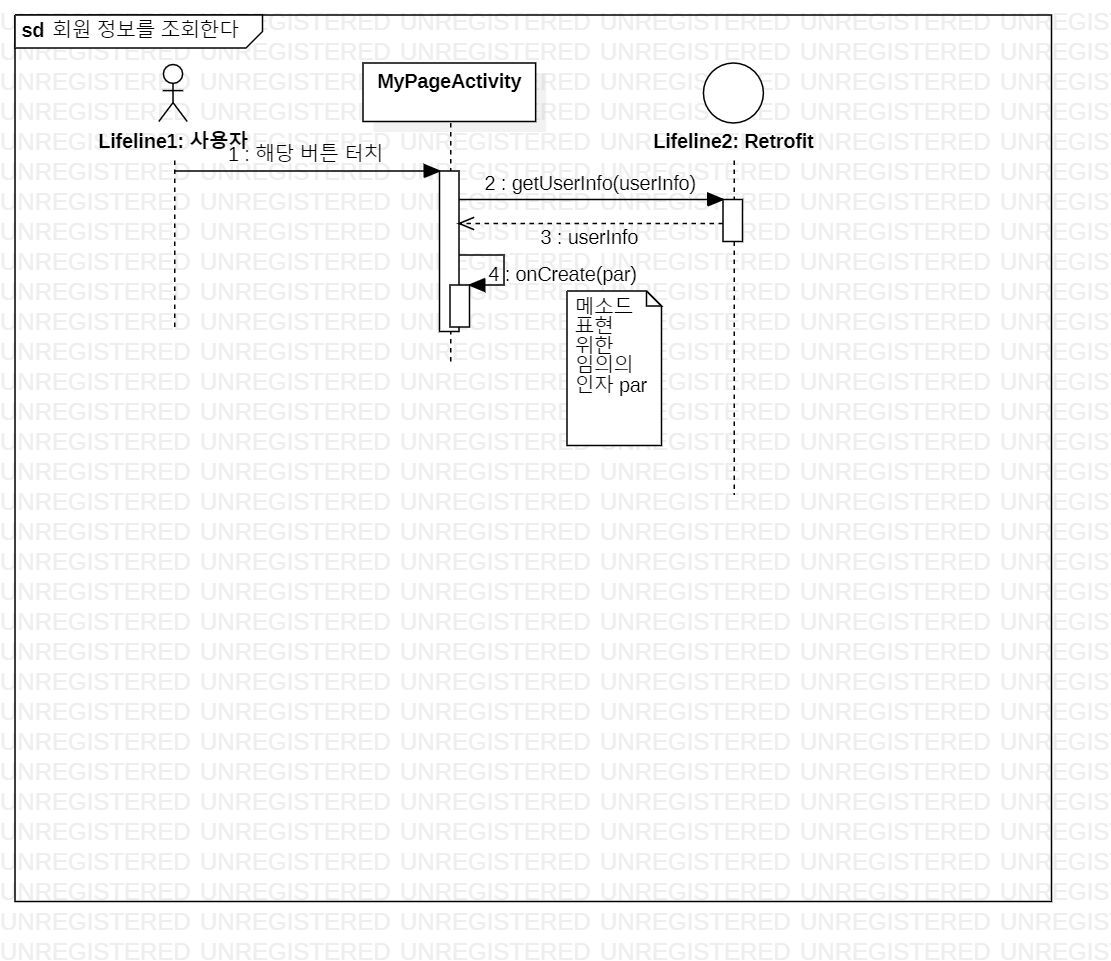 sd 회원 정보를 조회한다
MyPageActivity
Lifeline1: 사용자
Lifeline2: Retrofit
1 : 해당 버튼 터치
2 : getUserInfo(userInfo)
3 : userInfo
4 : onCreate(par)
메소드
표현
위한
임의의
인자 par
UNREGISTERED